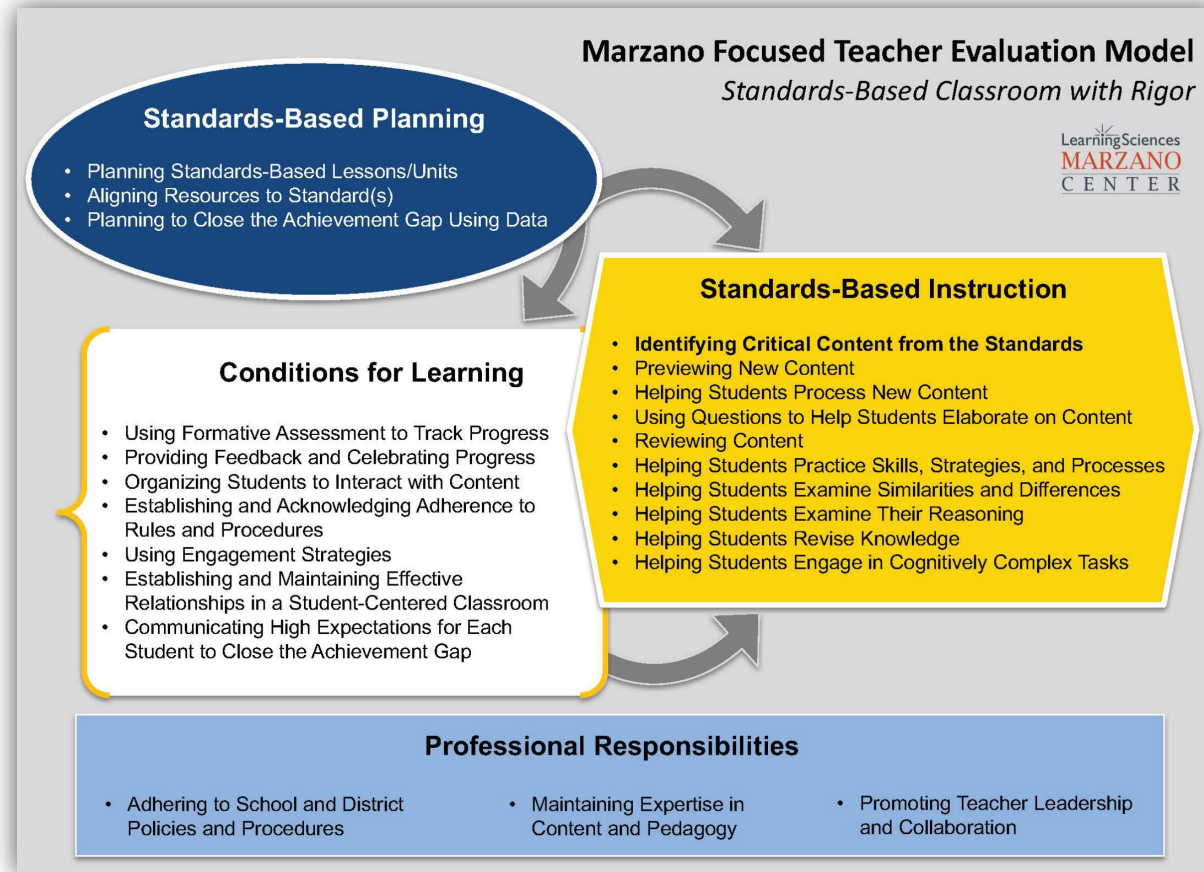 Marzano Focused Teacher Evaluation Model
Standards-Based Classroom with Rigor
LearningSciences
MARZANO
CENTER
Standards-Based Planning
• Planning Standards-Based Lessons/Units
• Aligning Resources to Standard(s)
• Planning to Close the Achievement Gap Using Data
Standards-Based Instruction
• Identifying Critical Content from the Standards
• Previewing New Content
• Helping Students Process New Content
• Using Questions to Help Students Elaborate on Content
• Reviewing Content
• Helping Students Practice Skills, Strategies, and Processes
• Helping Students Examine Similarities and Differences
• Helping Students Examine Their Reasoning
• Helping Students Revise Knowledge
• Helping Students Engage in Cognitively Complex Tasks
Conditions for Learning
• Using Formative Assessment to Track Progress
• Providing Feedback and Celebrating Progress
• Organizing Students to Interact with Content
• Establishing and Acknowledging Adherence to
Rules and Procedures
• Using Engagement Strategies
• Establishing and Maintaining Effective
Relationships in a Student-Centered Classroom
• Communicating High Expectations for Each
Student to Close the Achievement Gap
Professional Responsibilities
• Adhering to School and District
Policies and Procedures
• Maintaining Expertise in
Content and Pedagogy
• Promoting Teacher Leadership
and Collaboration